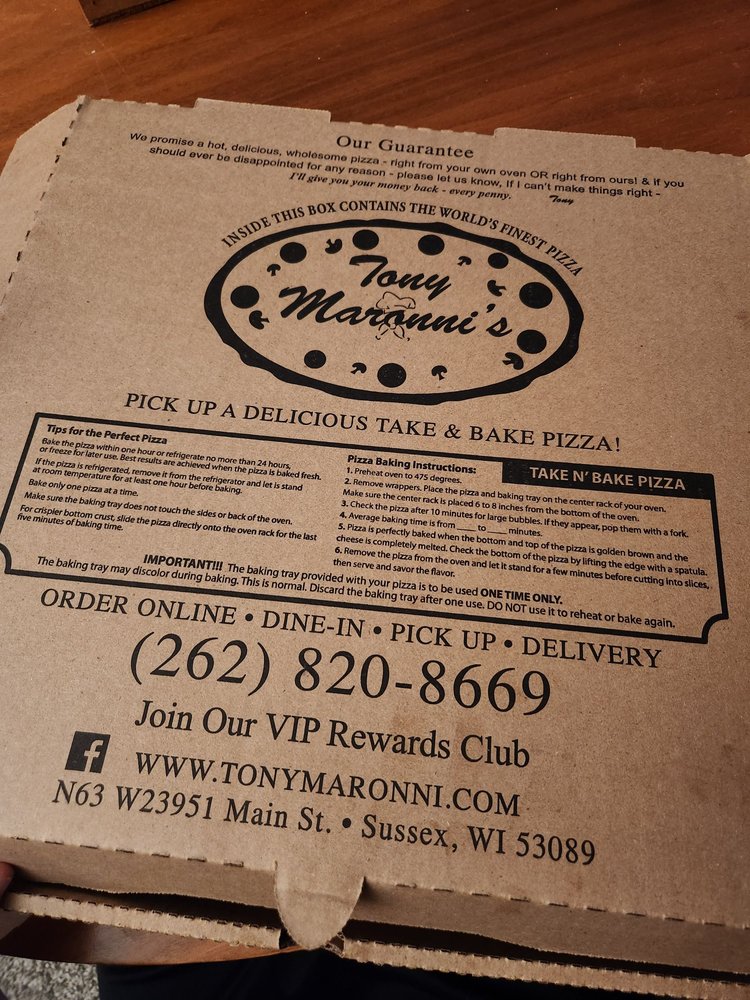 Our Guarantee
We promise a hot, delicious, wholesome pizza - right from your own oven OR right from ours! & if you
should ever be disappointed for any reason - please let us know, If I can't make things right -
I'll give you your money back - every penny.
Tony
INSIDE THIS BOX CONTAINS THE WORLD'S FINEST PIZZA
Tony
Maronni's
PICK UP A DELICIOUS TAKE & BAKE PIZZA!
Tips for the Perfect Pizza
Bake the pizza within one hour or refrigerate no more than 24 hours,
or freeze for later use. Best results are achieved when the pizza is baked fresh.
If the pizza is refrigerated, remove it from the refrigerator and let is stand
at room temperature for at least one hour before baking.
Bake only one pizza at a time.
Make sure the baking tray does not touch the sides or back of the oven.
For crispier bottom crust, slide the pizza directly onto the oven rack for the last
five minutes of baking time.
TAKE N' BAKE PIZZA
Pizza Baking Instructions:
1. Preheat oven to 475 degrees.
2. Remove wrappers. Place the pizza and baking tray on the center rack of your oven.
Make sure the center rack is placed 6 to 8 inches from the bottom of the oven.
3. Check the pizza after 10 minutes for large bubbles. If they appear, pop them with a fork.
4. Average baking time is from ____ to ____ minutes.
5. Pizza is perfectly baked when the bottom and top of the pizza is golden brown and the
cheese is completely melted. Check the bottom of the pizza by lifting the edge with a spatula.
6. Remove the pizza from the oven and let it stand for a few minutes before cutting into slices,
then serve and savor the flavor.
IMPORTANT!!! The baking tray provided with your pizza is to be used ONE TIME ONLY.
The baking tray may discolor during baking. This is normal. Discard the baking tray after one use. DO NOT use it to reheat or bake again.
ORDER ONLINE • DINE-IN • PICK UP • DELIVERY
(262) 820-8669
Join Our VIP Rewards Club
f WWW.TONYMARONNI.COM
N63 W23951 Main St. • Sussex, WI 53089